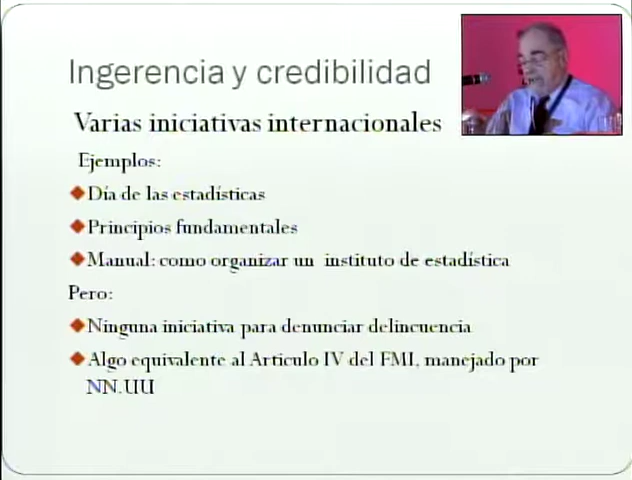 Ingerencia y credibilidad
Varias iniciativas internacionales
Ejemplos:
Día de las estadísticas
Principios fundamentales
Manual: como organizar un instituto de estadística
Pero:
Ninguna iniciativa para denunciar delincuencia
Algo equivalente al Articulo IV del FMI, manejado por
NN.UU